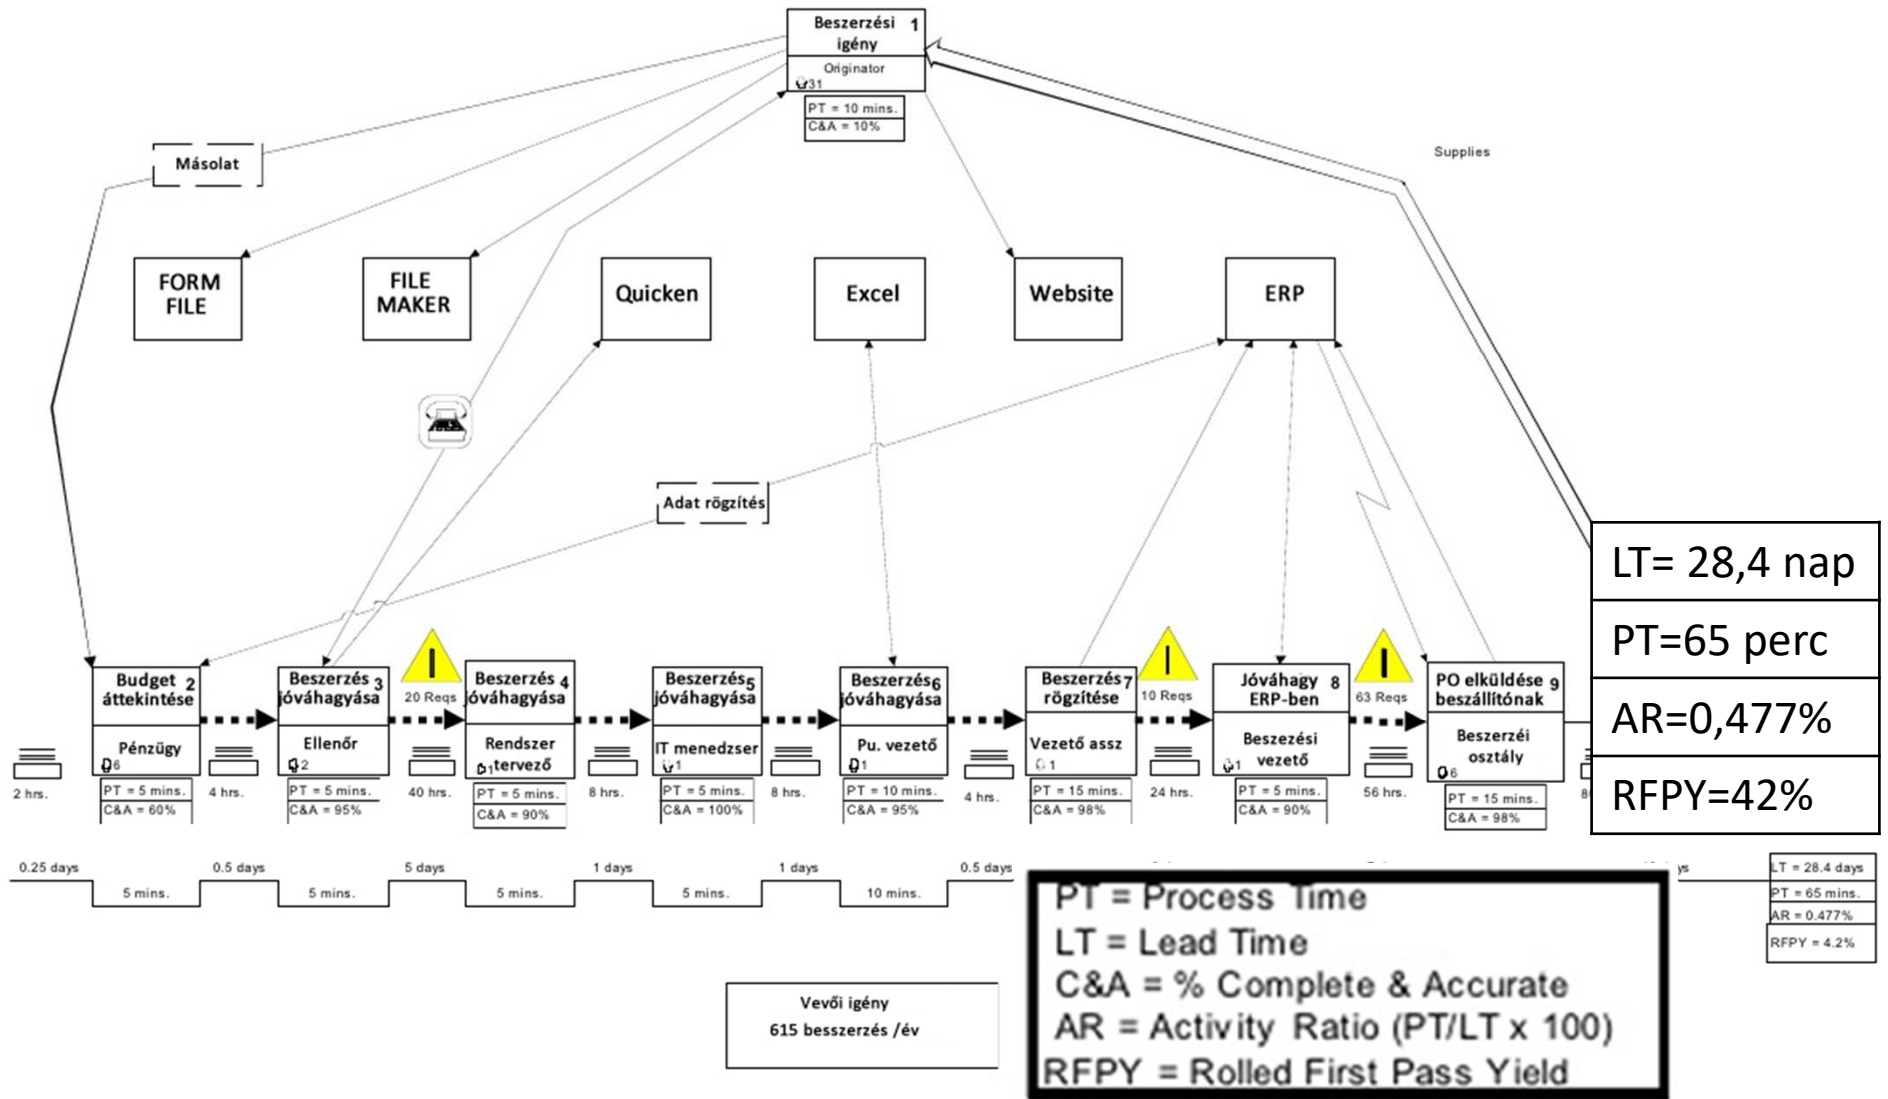 Beszerzési 1
igény
Originator
31
PT = 10 mins.
C&A = 10%
Supplies
Másolat
FORM
FILE
FILE
MAKER
Quicken
Excel
Website
ERP
Adat rögzítés
LT= 28,4 nap
PT=65 perc
AR=0,477%
RFPY=42%
20 Reqs
10 Reqs
63 Reqs
2 hrs.
Budget 2
áttekintése
Pénzügy
6
PT = 5 mins.
C&A = 60%
4 hrs.
Beszerzés 3
jóváhagyása
Ellenőr
2
PT = 5 mins.
C&A = 95%
40 hrs.
Beszerzés 4
jóváhagyása
Rendszer
tervező
1
PT = 5 mins.
C&A = 90%
8 hrs.
Beszerzés5
jóváhagyása
IT menedzser
1
PT = 5 mins.
C&A = 100%
8 hrs.
Beszerzés6
jóváhagyása
Pu. vezető
1
PT = 10 mins.
C&A = 95%
4 hrs.
Beszerzés7
rögzítése
Vezető assz
1
PT = 15 mins.
C&A = 98%
24 hrs.
Jóváhagy 8
ERP-ben
Beszezési
vezető
1
PT = 5 mins.
C&A = 90%
56 hrs.
PO elküldése 9
beszállítónak
Beszerzéi
osztály
6
PT = 15 mins.
C&A = 98%
0.25 days
5 mins.
0.5 days
5 mins.
5 days
5 mins.
1 days
5 mins.
1 days
10 mins.
0.5 days
LT = 28.4 days
PT = 65 mins.
AR = 0.477%
RFPY = 4.2%
PT = Process Time
LT = Lead Time
C&A = % Complete & Accurate
AR = Activity Ratio (PT/LT x 100)
RFPY = Rolled First Pass Yield
Vevői igény
615 besszerzés /év